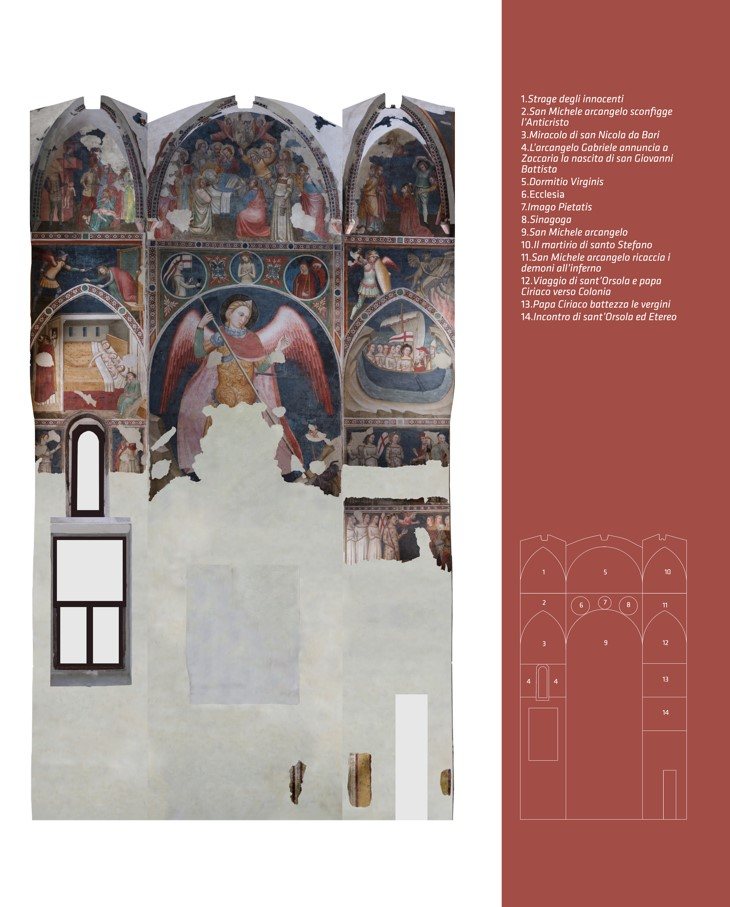 1.Strage degli innocenti
2.San Michele arcangelo sconfigge
l'Anticristo
3.Miracolo di san Nicola da Bari
4.L'arcangelo Gabriele annuncia a
Zaccaria la nascita di san Giovanni
Battista
5.Dormitio Virginis
6.Ecclesia
7.Imago Pietatis
8.Sinagoga
9.San Michele arcangelo
10.Il martirio di santo Stefano
11.San Michele arcangelo ricaccia i
demoni all'inferno
12.Viaggio di sant'Orsola e papa
Ciriaco verso Colonia
13.Papa Ciriaco battezza le vergini
14.Incontro di sant'Orsola ed Etereo
1
5
10
2
6
7
8
11
3
9
12
4
4
13
14